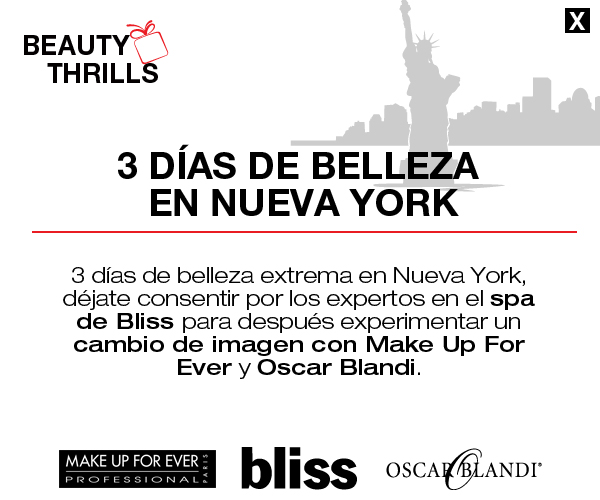 X
BEAUTY
THRILLS
3 DÍAS DE BELLEZA
EN NUEVA YORK
3 días de belleza extrema en Nueva York,
déjate consentir por los expertos en el spa
de Bliss para después experimentar un
cambio de imagen con Make Up For
Ever y Oscar Blandi.
MAKE UP FOR EVER
PROFESSIONAL
PARIS
bliss
OSCAR BLANDI®